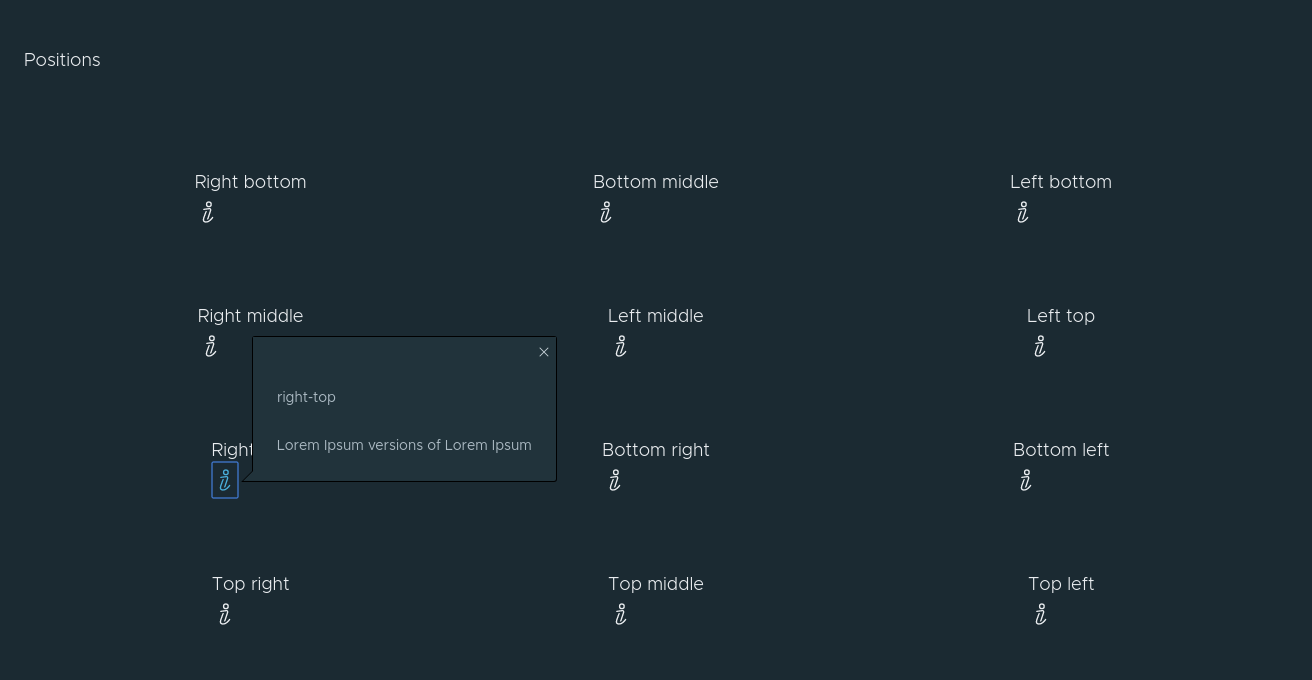 Positions
Right bottom
Bottom middle
Left bottom
Right middle
Left middle
Left top
right-top
Lorem Ipsum versions of Lorem Ipsum
Right
Bottom right
Bottom left
Top right
Top middle
Top left